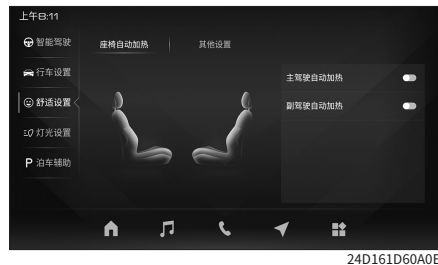 上午8:11
智能驾驶
座椅自动加热
其他设置
行车设置
主驾驶自动加热
舒适设置
副驾驶自动加热
灯光设置
P 泊车辅助
24D161D60A0E